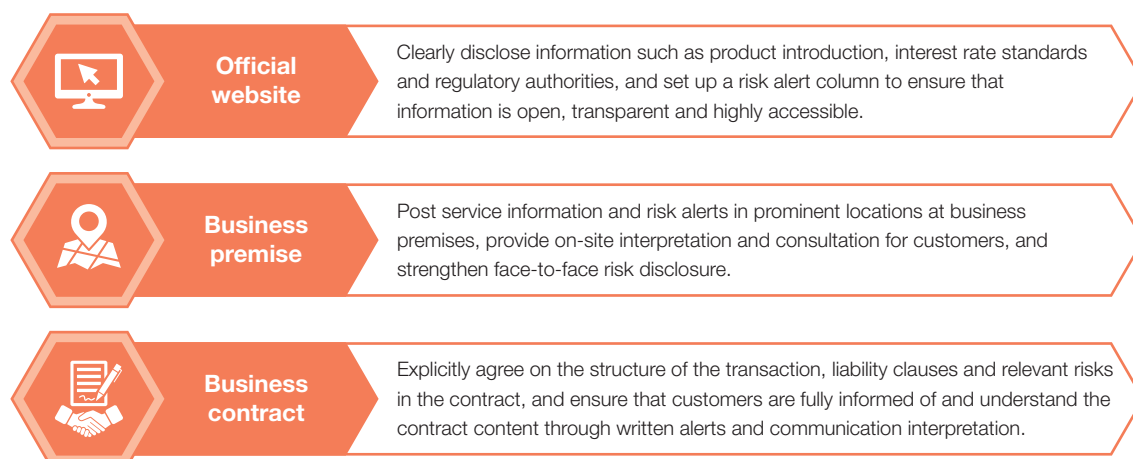 Official
website
Clearly disclose information such as product introduction, interest rate standards
and regulatory authorities, and set up a risk alert column to ensure that
information is open, transparent and highly accessible.
Business
premise
Post service information and risk alerts in prominent locations at business
premises, provide on-site interpretation and consultation for customers, and
strengthen face-to-face risk disclosure.
Business
contract
Explicitly agree on the structure of the transaction, liability clauses and relevant risks
in the contract, and ensure that customers are fully informed of and understand the
contract content through written alerts and communication interpretation.